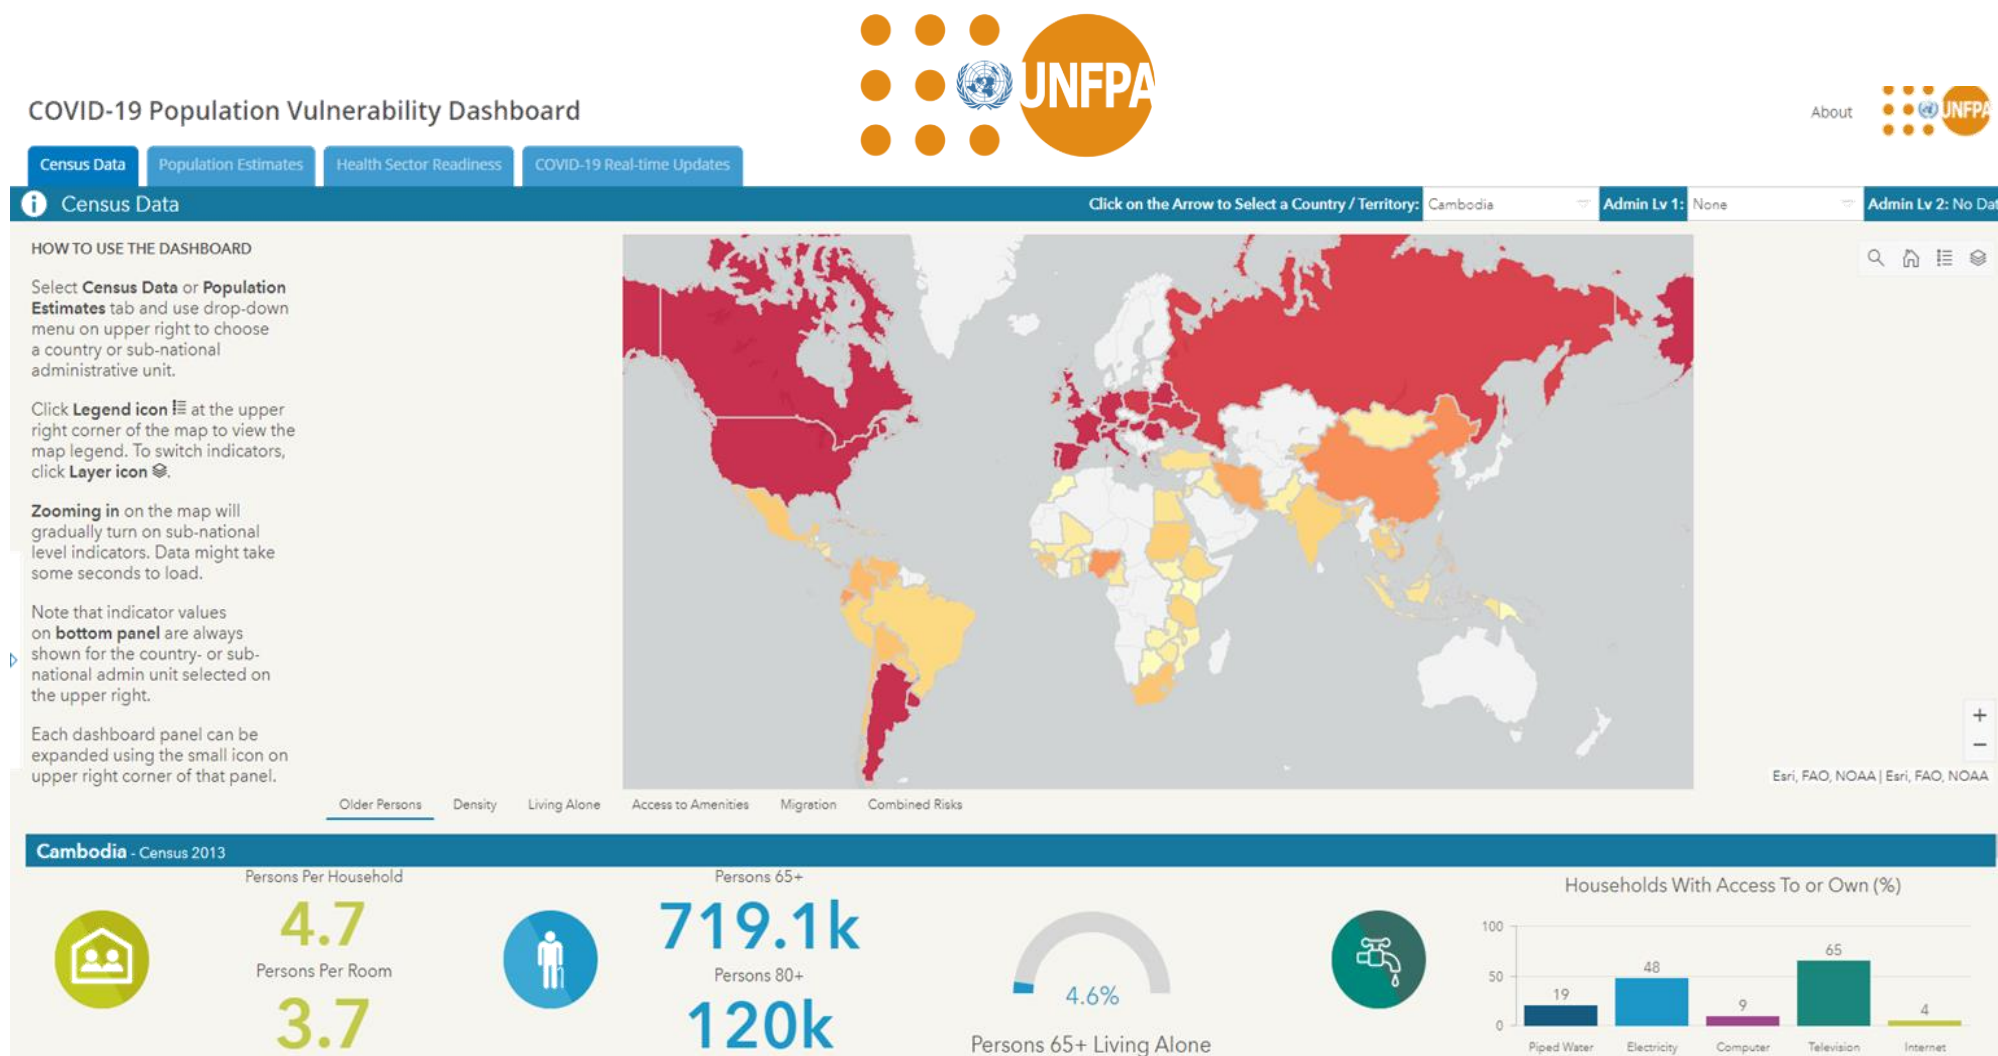 UNFPA
COVID-19 Population Vulnerability Dashboard
About
UNFPA
Census Data
Population Estimates
Health Sector Readiness
COVID-19 Real-time Updates
Census Data
Click on the Arrow to Select a Country / Territory: Cambodia
Admin Lv 1: None
Admin Lv 2: No Dat
HOW TO USE THE DASHBOARD
Select Census Data or Population
Estimates tab and use drop-down
menu on upper right to choose
a country or sub-national
administrative unit.
Click Legend icon at the upper
right corner of the map to view the
map legend. To switch indicators,
click Layer icon .
Zooming in on the map will
gradually turn on sub-national
level indicators. Data might take
some seconds to load.
Note that indicator values
on bottom panel are always
shown for the country- or sub-
national admin unit selected on
the upper right.
Each dashboard panel can be
expanded using the small icon on
upper right corner of that panel.
+
−
Esri, FAO, NOAA | Esri, FAO, NOAA
Older Persons
Density
Living Alone
Access to Amenities
Migration
Combined Risks
Cambodia - Census 2013
Persons Per Household
4.7
Persons Per Room
3.7
Persons 65+
719.1k
Persons 80+
120k
4.6%
Persons 65+ Living Alone
Households With Access To or Own (%)
100
50
0
19
48
9
65
4
Piped Water
Electricity
Computer
Television
Internet